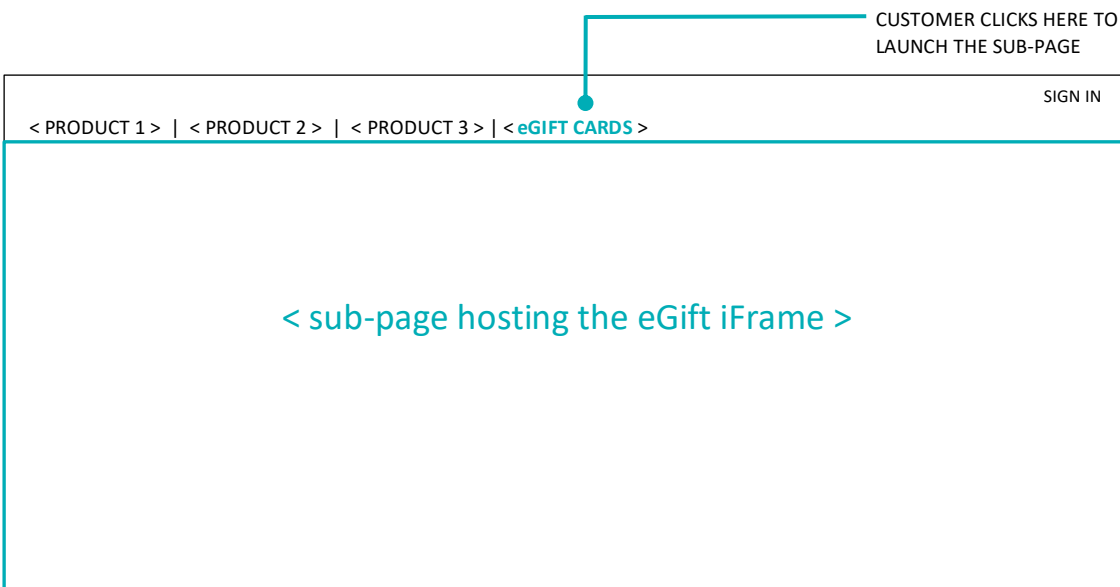 CUSTOMER CLICKS HERE TO
LAUNCH THE SUB-PAGE
SIGN IN
< PRODUCT 1 > | < PRODUCT 2 > | < PRODUCT 3 > | < eGIFT CARDS >
< sub-page hosting the eGift iFrame >